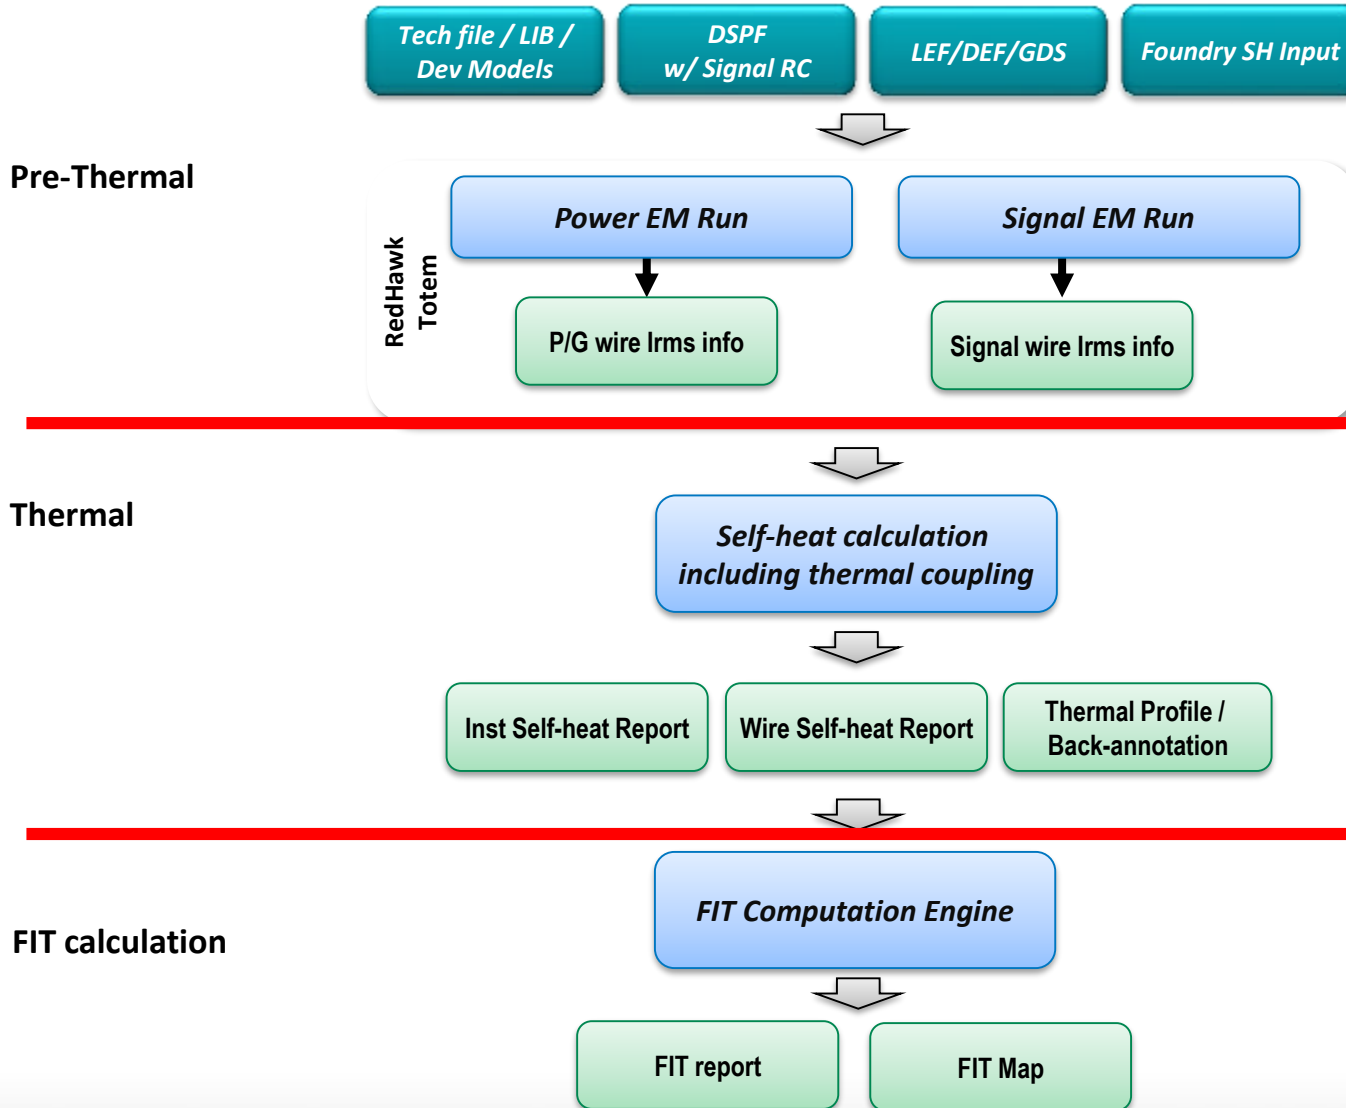 Tech file / LIB /
Dev Models
DSPF
w/ Signal RC
LEF/DEF/GDS
Foundry SH Input
Pre-Thermal
RedHawk
Totem
Power EM Run
Signal EM Run
P/G wire Irms info
Signal wire Irms info
Thermal
Self-heat calculation
including thermal coupling
Inst Self-heat Report
Wire Self-heat Report
Thermal Profile /
Back-annotation
FIT calculation
FIT Computation Engine
FIT report
FIT Map